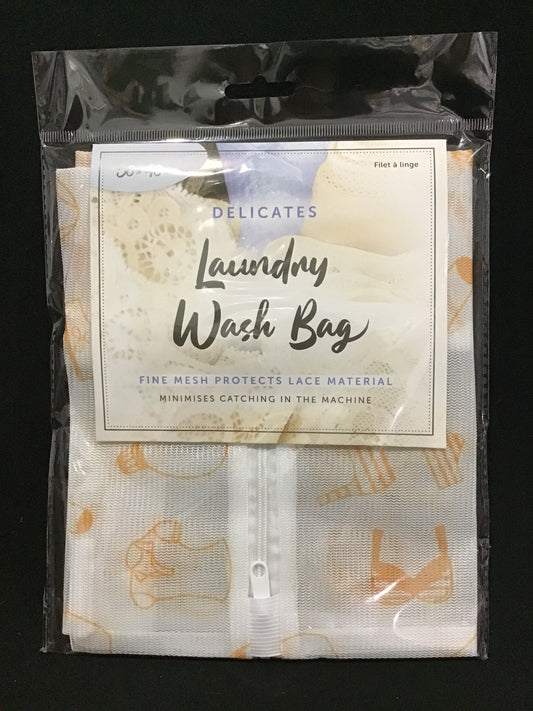 Filet à linge
DELICATES
Laundry
Wash Bag
FINE MESH PROTECTS LACE MATERIAL
MINIMISES CATCHING IN THE MACHINE